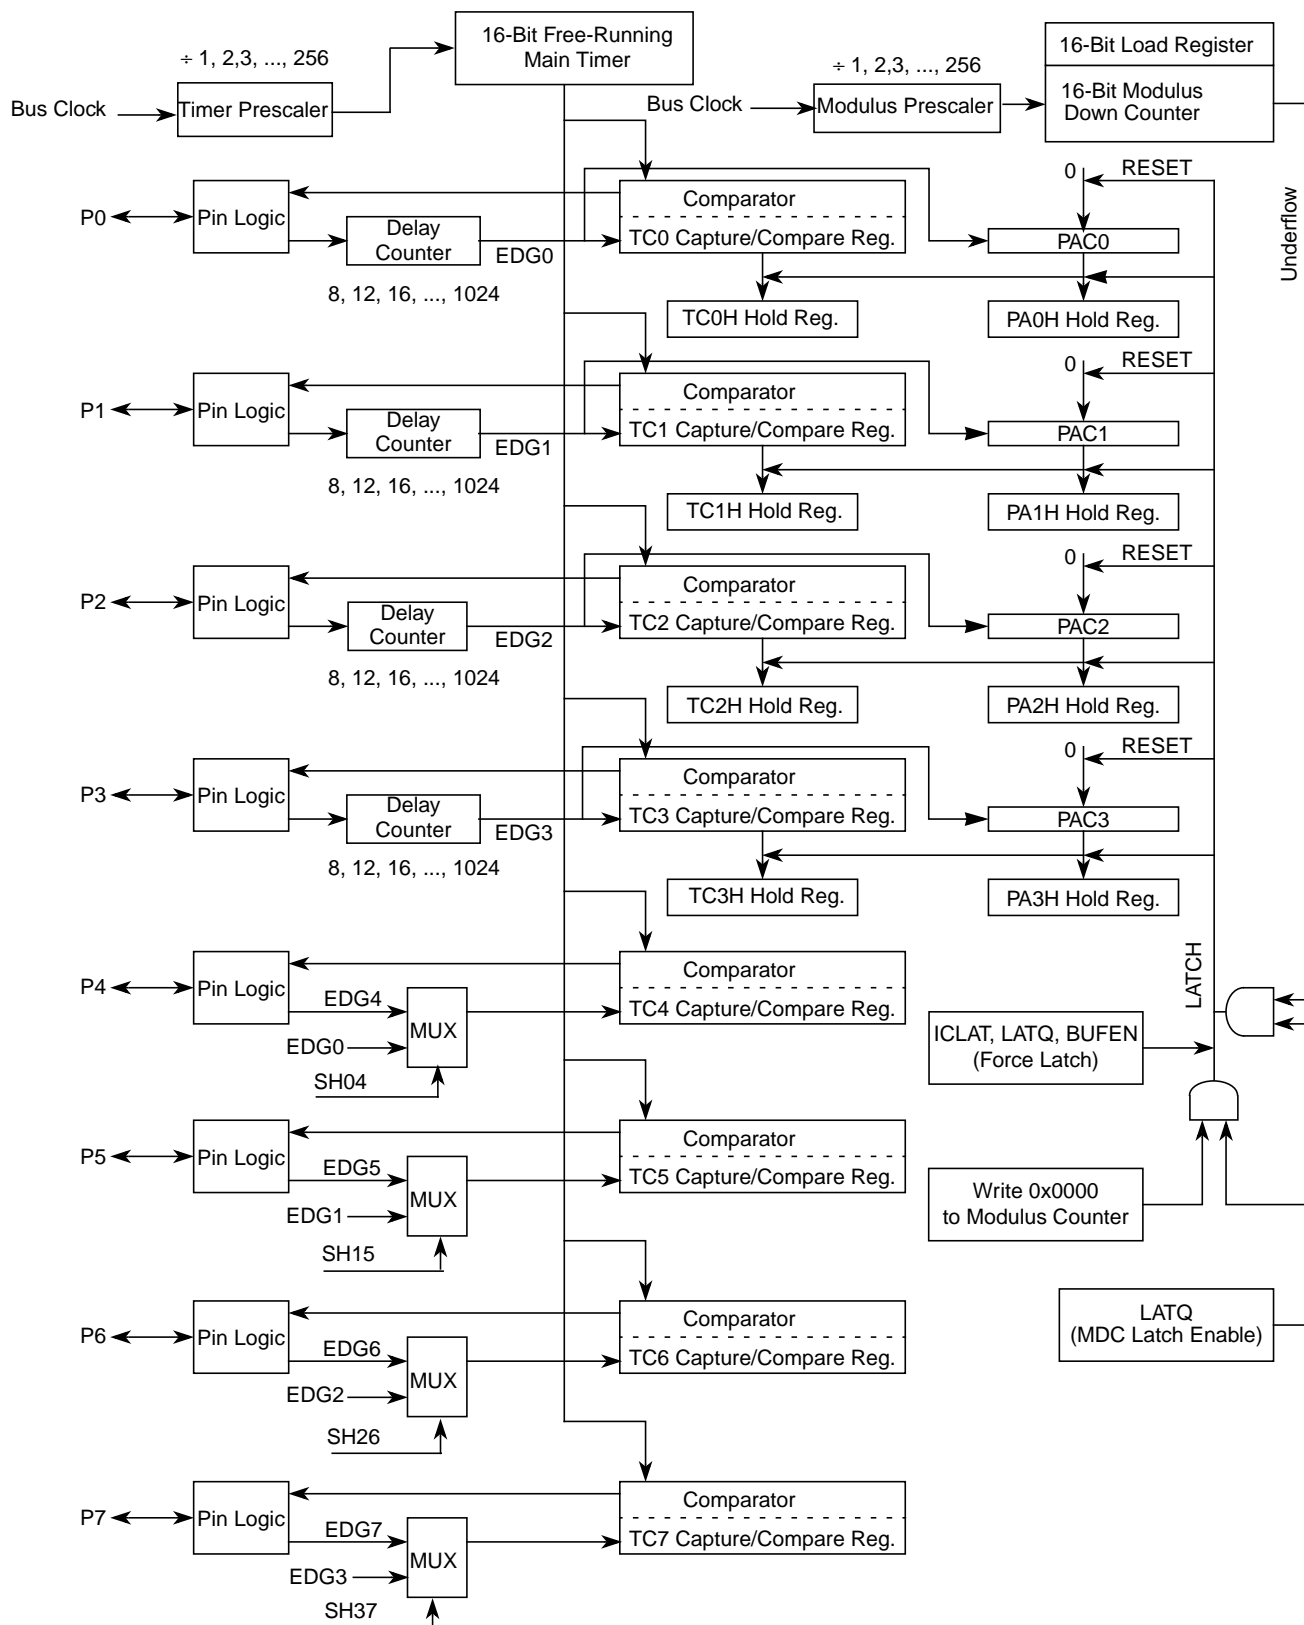 16-Bit Free-Running
Main Timer
16-Bit Load Register
÷ 1, 2,3, ..., 256
÷ 1, 2,3, ..., 256
Bus Clock
Timer Prescaler
Bus Clock
Modulus Prescaler
16-Bit Modulus
Down Counter
Underflow
0
RESET
P0
Pin Logic
Delay
Counter
EDG0
Comparator
TC0 Capture/Compare Reg.
PAC0
8, 12, 16, ..., 1024
TC0H Hold Reg.
PA0H Hold Reg.
0
RESET
P1
Pin Logic
Delay
Counter
EDG1
Comparator
TC1 Capture/Compare Reg.
PAC1
8, 12, 16, ..., 1024
TC1H Hold Reg.
PA1H Hold Reg.
0
RESET
P2
Pin Logic
Delay
Counter
EDG2
Comparator
TC2 Capture/Compare Reg.
PAC2
8, 12, 16, ..., 1024
TC2H Hold Reg.
PA2H Hold Reg.
0
RESET
P3
Pin Logic
Delay
Counter
EDG3
Comparator
TC3 Capture/Compare Reg.
PAC3
8, 12, 16, ..., 1024
TC3H Hold Reg.
PA3H Hold Reg.
LATCH
P4
Pin Logic
EDG4
MUX
EDG0
SH04
Comparator
TC4 Capture/Compare Reg.
ICLAT, LATQ, BUFEN
(Force Latch)
P5
Pin Logic
EDG5
MUX
EDG1
SH15
Comparator
TC5 Capture/Compare Reg.
Write 0x0000
to Modulus Counter
P6
Pin Logic
EDG6
MUX
EDG2
SH26
Comparator
TC6 Capture/Compare Reg.
LATQ
(MDC Latch Enable)
P7
Pin Logic
EDG7
MUX
EDG3
SH37
Comparator
TC7 Capture/Compare Reg.